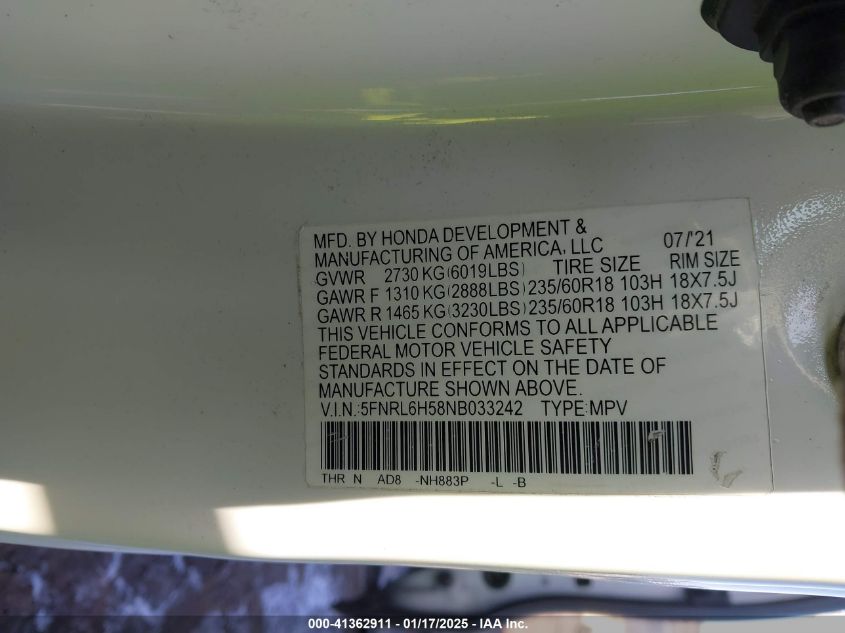 MFD. BY HONDA DEVELOPMENT &
MANUFACTURING OF AMERICA, LLC 07/'21
GVWR 2730 KG(6019LBS) TIRE SIZE RIM SIZE
GAWR F 1310 KG(2888LBS) 235/60R18 103H 18X7.5J
GAWR R 1465 KG(3230LBS) 235/60R18 103H 18X7.5J
THIS VEHICLE CONFORMS TO ALL APPLICABLE
FEDERAL MOTOR VEHICLE SAFETY
STANDARDS IN EFFECT ON THE DATE OF
MANUFACTURE SHOWN ABOVE.
V.I.N.:5FNRL6H58NB033242 TYPE:MPV
THR N AD8 -NH883P -L -B
000-41362911 - 01/17/2025 - IAA Inc.